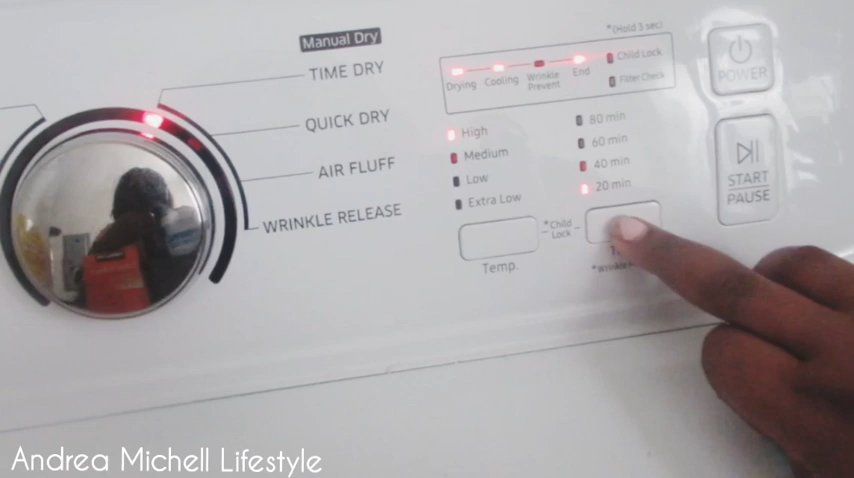 Manual Dry
TIME DRY
QUICK DRY
AIR FLUFF
WRINKLE RELEASE
*(Hold 3 sec)
Drying
Cooling
Wrinkle
Prevent
End
Child Lock
Filter Check
High
Medium
Low
Extra Low
80 min
60 min
40 min
20 min
Temp.
*Child
Lock
POWER
START
PAUSE
Andrea Michell Lifestyle